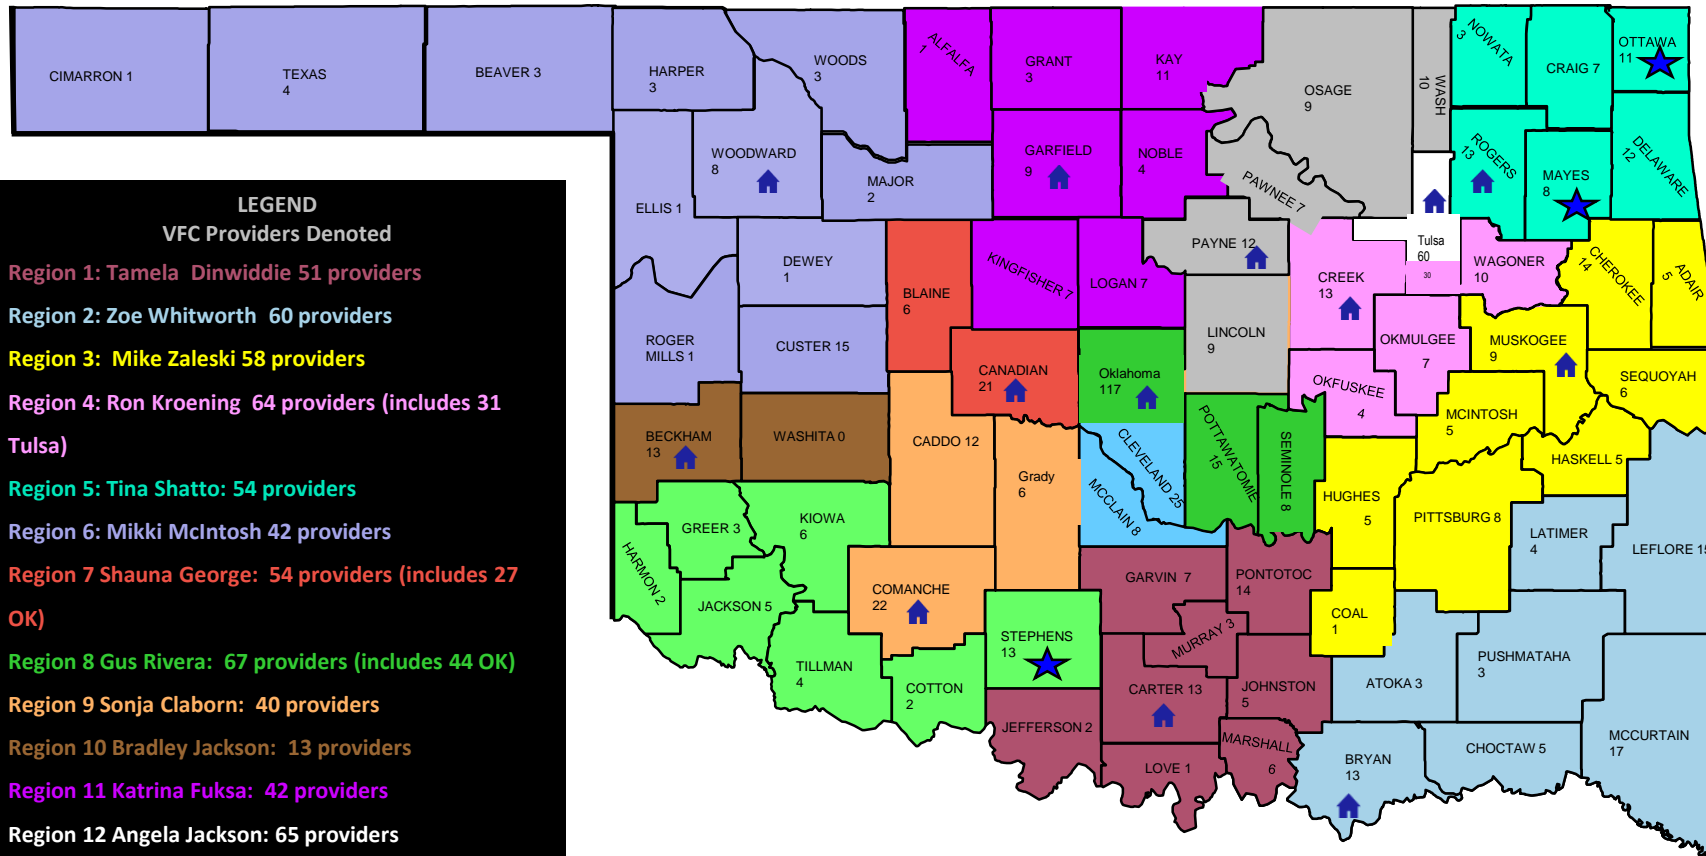 CIMARRON 1
TEXAS
4
BEAVER 3
HARPER
3
WOODS
3
ALFALFA
1
GRANT
3
KAY
11
OSAGE
9
WASH
10
NOWATA
3
CRAIG 7
OTTAWA
11
WOODWARD
8
MAJOR
2
GARFIELD
9
NOBLE
4
PAWNEE 7
ROGERS
13
MAYES
8
DELAWARE
12
ELLIS 1
DEWEY
1
BLAINE
6
KINGFISHER 7
LOGAN 7
PAYNE 12
CREEK
13
Tulsa
60
30
WAGONER
10
CHEROKEE
14
ADAIR
5
ROGER
MILLS 1
CUSTER 15
CANADIAN
21
Oklahoma
117
LINCOLN
9
OKMULGEE
7
MUSKOGEE
9
OKFUSKEE
4
SEQUOYAH
6
MCINTOSH
5
BECKHAM
13
WASHITA 0
CADDO 12
Grady
6
CLEVELAND 25
MCCLAIN 8
POTTAWATOMIE
15
SEMINOLE 8
HUGHES
5
HASKELL 5
PITTSBURG 8
LATIMER
4
LEFLORE 15
GREER 3
KIOWA
6
HARMON 2
JACKSON 5
COMANCHE
22
GARVIN 7
PONTOTOC
14
COAL
1
TILLMAN
4
COTTON
2
STEPHENS
13
MURRAY 3
CARTER 13
JOHNSTON
5
ATOKA 3
PUSHMATAHA
3
JEFFERSON 2
LOVE 1
MARSHALL
6
BRYAN
13
CHOCTAW 5
MCCURTAIN
17
LEGEND
VFC Providers Denoted
Region 1: Tamela Dinwiddie 51 providers
Region 2: Zoe Whitworth 60 providers
Region 3: Mike Zaleski 58 providers
Region 4: Ron Kroening 64 providers (includes 31
Tulsa)
Region 5: Tina Shatto: 54 providers
Region 6: Mikki McIntosh 42 providers
Region 7 Shauna George: 54 providers (includes 27
OK)
Region 8 Gus Rivera: 67 providers (includes 44 OK)
Region 9 Sonja Claborn: 40 providers
Region 10 Bradley Jackson: 13 providers
Region 11 Katrina Fuksa: 42 providers
Region 12 Angela Jackson: 65 providers